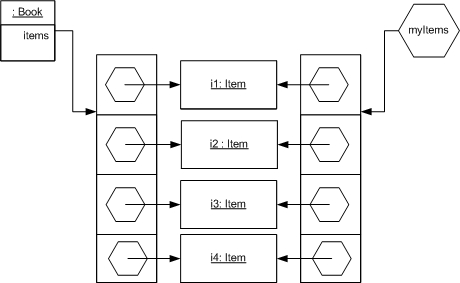 : Book
items
myItems
i1: Item
i2 : Item
i3: Item
i4: Item